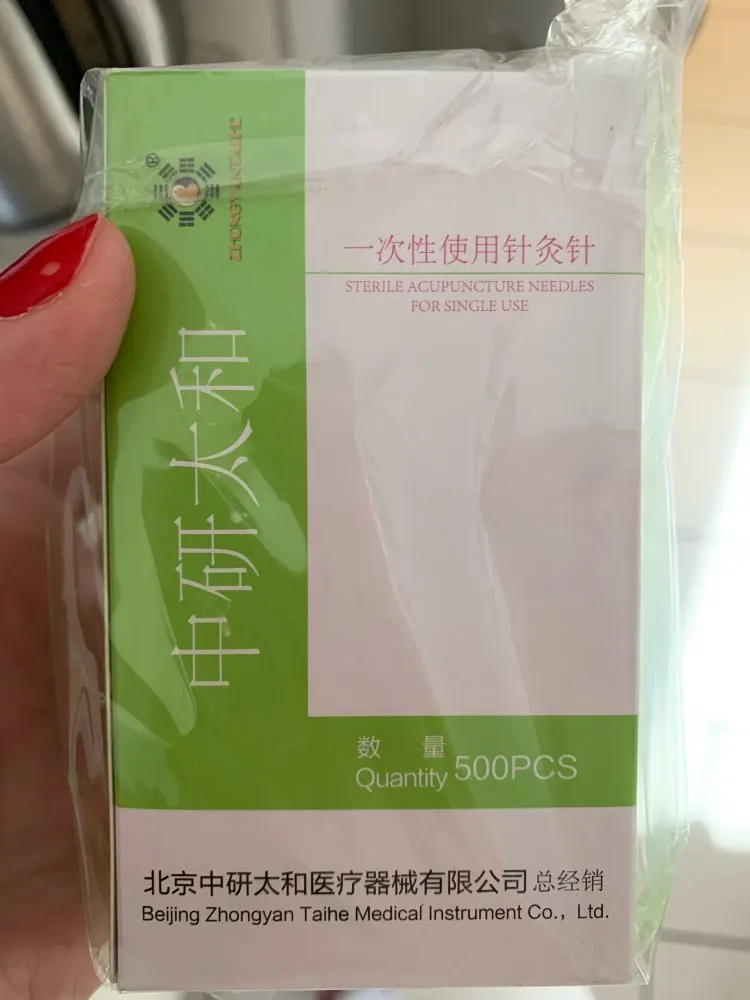 ®
ZHONGYANTAIHE
中研太和
一次性使用针灸针
STERILE ACUPUNCTURE NEEDLES
FOR SINGLE USE
数 量
Quantity 500PCS
北京中研太和医疗器械有限公司 总经销
Beijing Zhongyan Taihe Medical Instrument Co., Ltd.